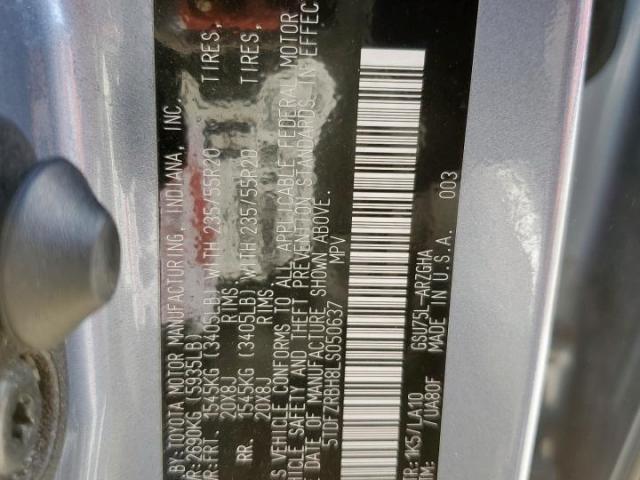 BY:TOYOTA MOTOR MANUFACTURING, INDIANA, INC.
R:2690KG (5935LB)
R:FRT. 1545KG (3405LB) WITH 235/55R20 TIRES,
20X8J RIMS.
RR. 1545KG (3405LB) WITH 235/55R20 TIRES,
20X8J RIMS
S VEHICLE CONFORMS TO ALL APPLICABLE FEDERAL MOTOR
HICLE SAFETY AND THEFT PREVENTION STANDARDS IN EFFEC
E DATE OF MANUFACTURE SHOWN ABOVE.
5TDFZRBH8LS050637 MPV
003
R:1K5/LA10 GSU75L-ARZGHA
IM: /UA80F MADE IN U.S.A.